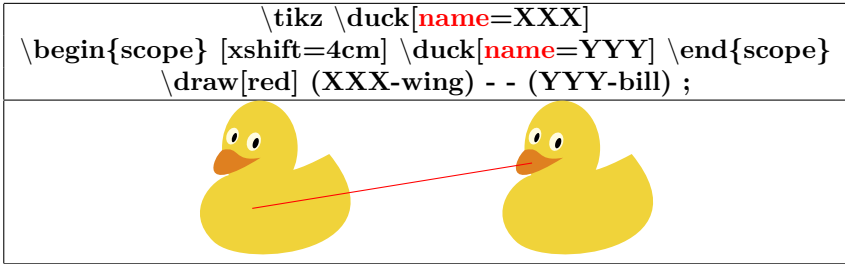 \tikz \duck[name=XXX]
\begin{scope} [xshift=4cm] \duck[name=YYY] \end{scope}
\draw[red] (XXX-wing) - - (YYY-bill) ;